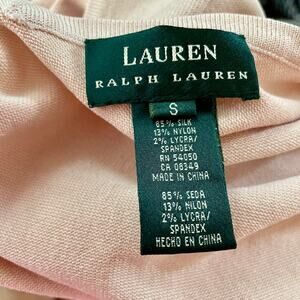 LAUREN
RALPH LAUREN
S
85% SILK
13% NYLON
2% LYCRA/
SPANDEX
RN 54050
CA 08349
MADE IN CHINA
85% SEDA
13% NILON
2% LYCRA/
SPANDEX
HECHO EN CHINA